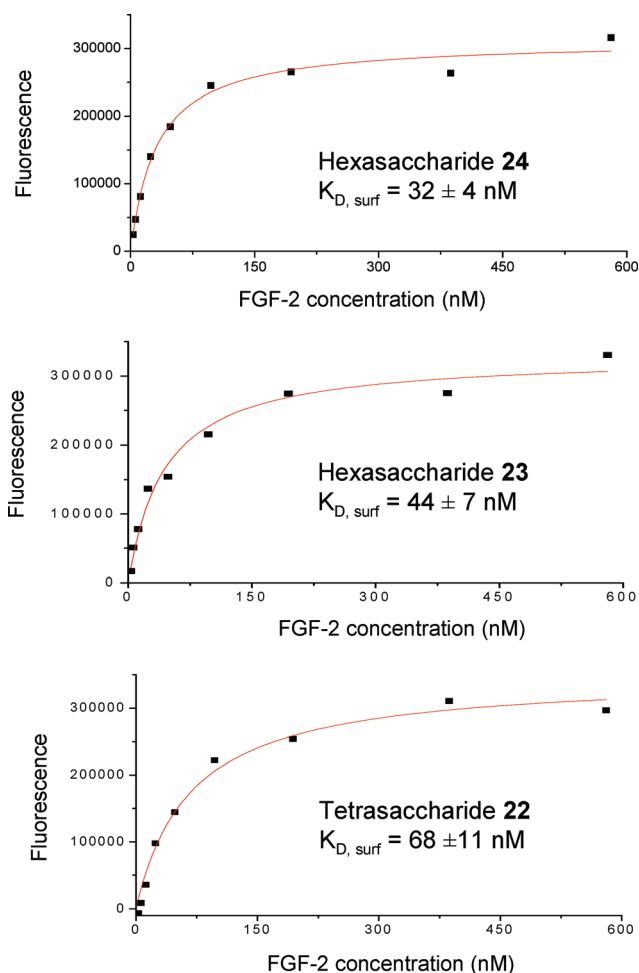 300000
200000
100000
0
Fluorescence
Hexasaccharide 24
K_D, surf = 32 ± 4 nM
0 150 300 450 600
FGF-2 concentration (nM)
300000
200000
100000
0
Fluorescence
Hexasaccharide 23
K_D, surf = 44 ± 7 nM
0 150 300 450 600
FGF-2 concentration (nM)
300000
200000
100000
0
Fluorescence
Tetrasaccharide 22
K_D, surf = 68 ±11 nM
0 150 300 450 600
FGF-2 concentration (nM)